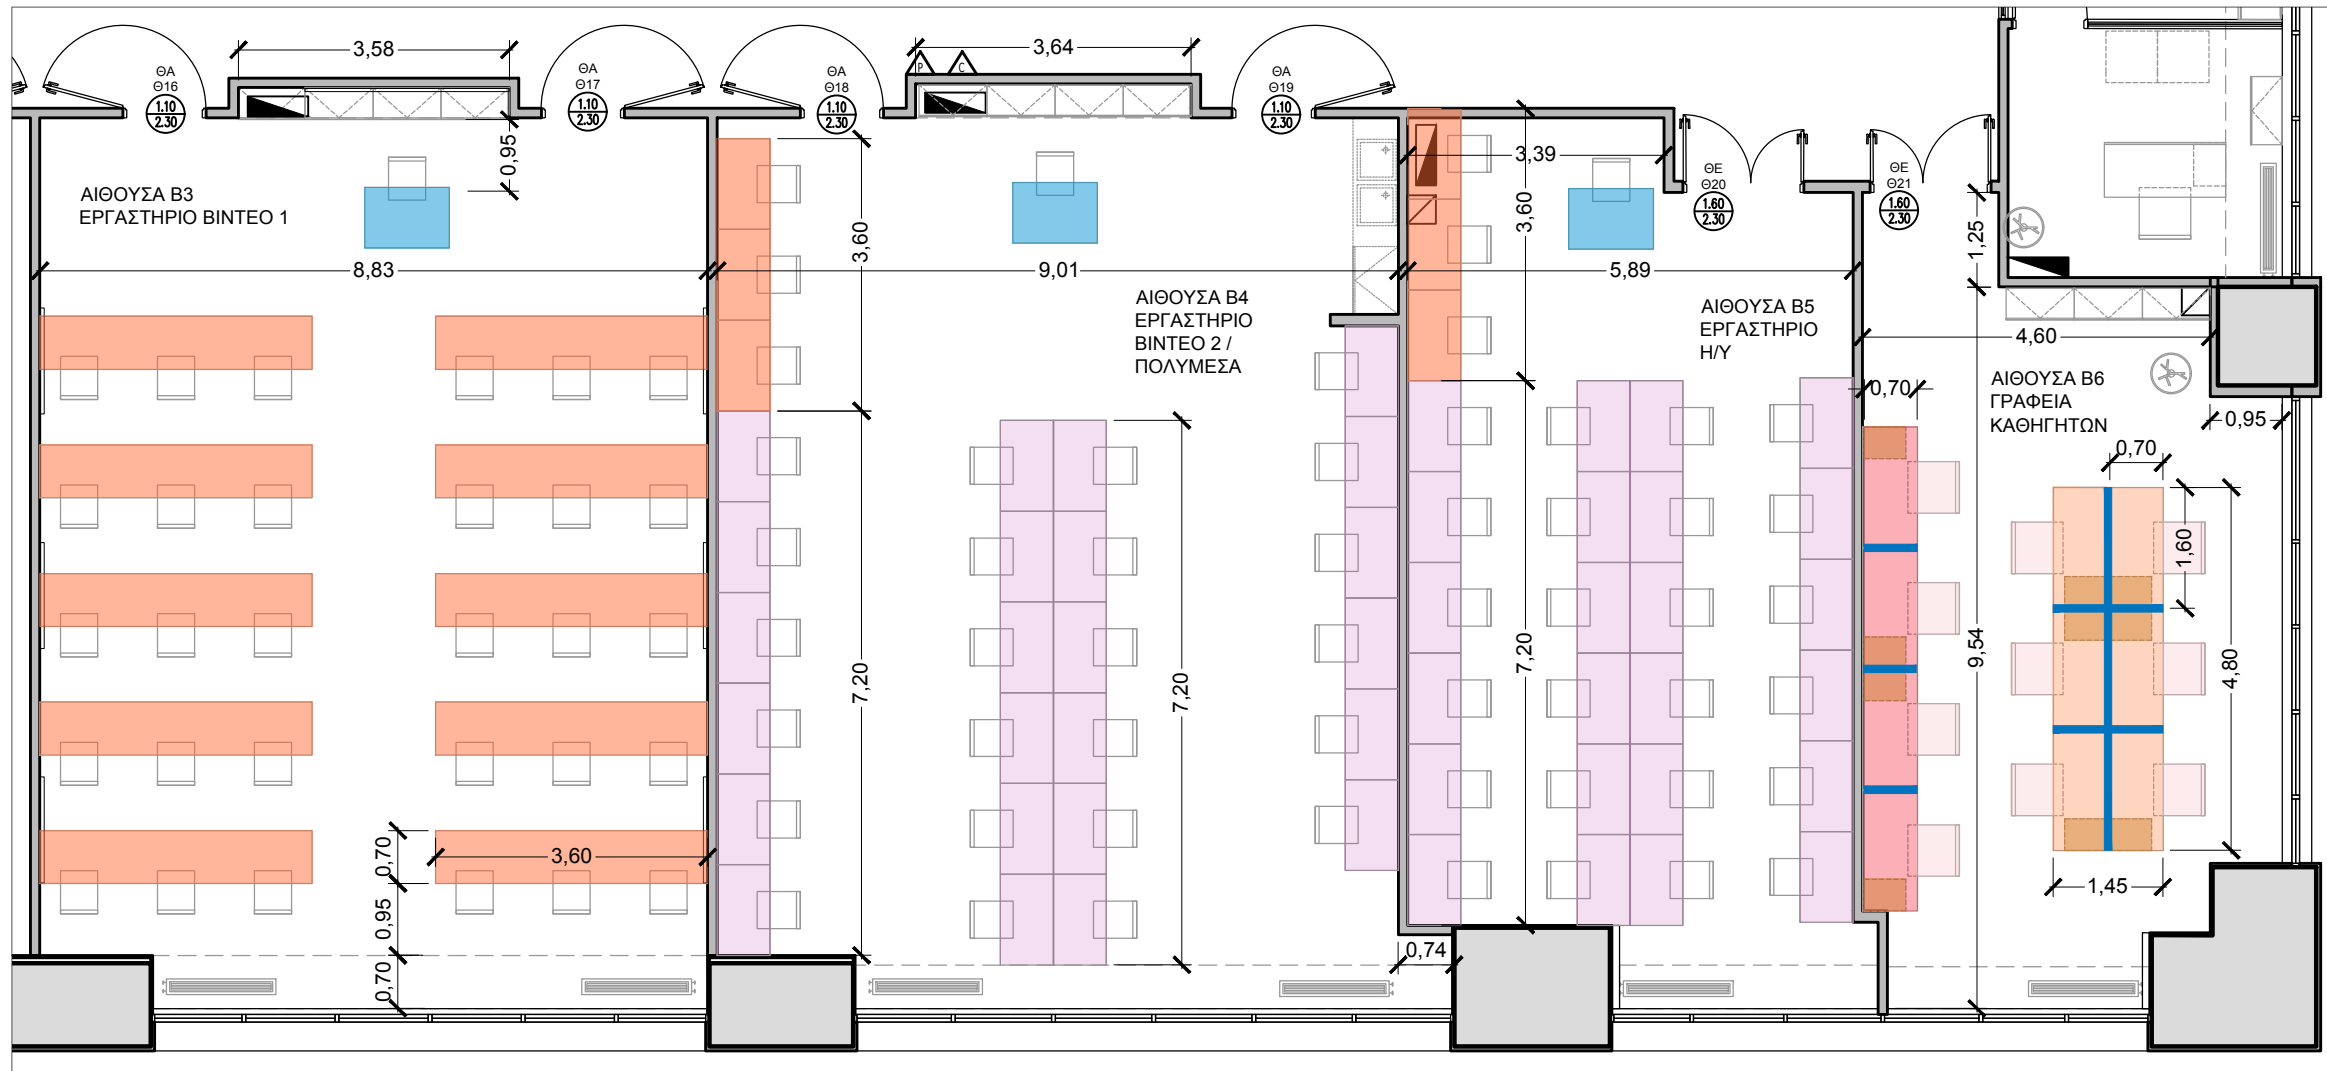 3,58
3,64
ΘΑ
Θ16
1.10
2.30
ΘΑ
Θ17
1.10
2.30
ΘΑ
Θ18
1.10
2.30
P
C
ΘΑ
Θ19
1.10
2.30
0,95
3,39
ΘΕ
Θ20
1.60
2.30
ΘΕ
Θ21
1.60
2.30
ΑΙΘΟΥΣΑ Β3
ΕΡΓΑΣΤΗΡΙΟ ΒΙΝΤΕΟ 1
3,60
3,60
1,25
8,83
9,01
5,89
ΑΙΘΟΥΣΑ Β4
ΕΡΓΑΣΤΗΡΙΟ
ΒΙΝΤΕΟ 2 /
ΠΟΛΥΜΕΣΑ
ΑΙΘΟΥΣΑ Β5
ΕΡΓΑΣΤΗΡΙΟ
Η/Υ
4,60
ΑΙΘΟΥΣΑ Β6
ΓΡΑΦΕΙΑ
ΚΑΘΗΓΗΤΩΝ
0,70
0,95
0,70
1,60
7,20
7,20
7,20
9,54
4,80
0,70
3,60
1,45
0,95
0,74
0,70